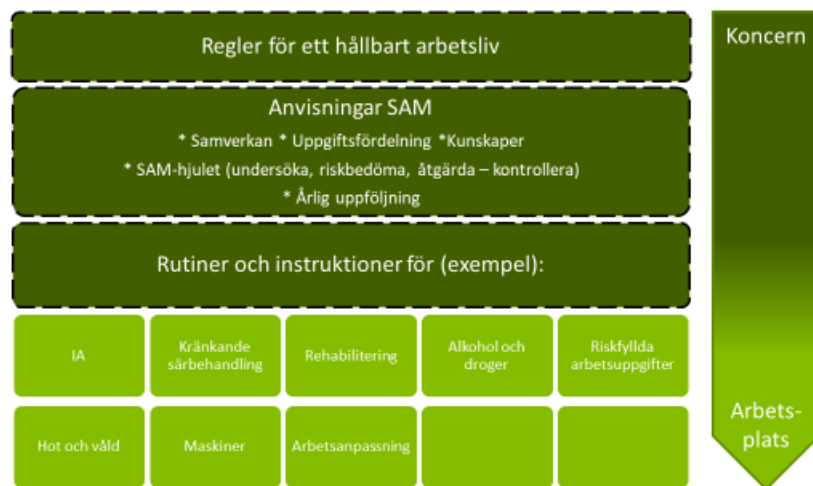 Regler för ett hållbart arbetsliv
Anvisningar SAM
* Samverkan * Uppgiftsfördelning *Kunskaper
* SAM-hjulet (undersöka, riskbedöma, åtgärda – kontrollera)
* Årlig uppföljning
Rutiner och instruktioner för (exempel):
IA
Kränkande
särbehandling
Rehabilitering
Alkohol och
droger
Riskfyllda
arbetsuppgifter
Hot och våld
Maskiner
Arbetsanpassning
Koncern
Arbets-
plats